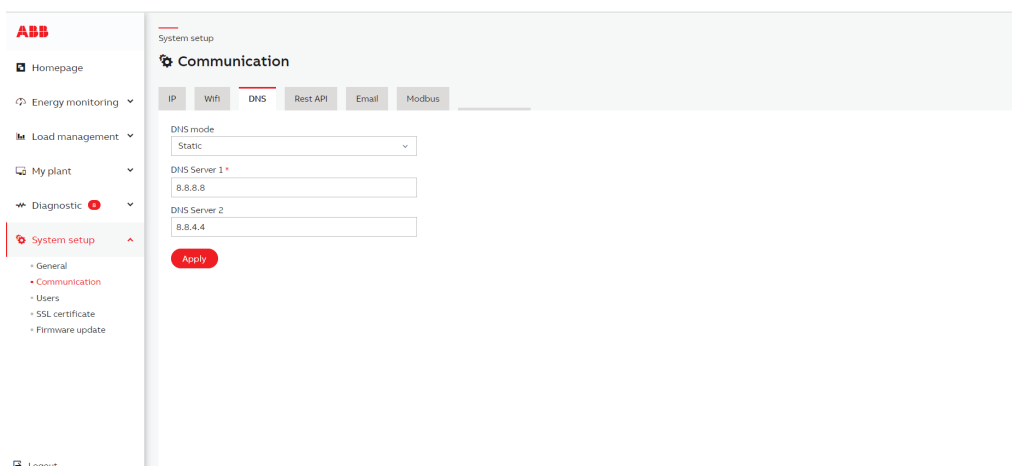 ABB
Homepage
Energy monitoring
Load management
My plant
Diagnostic 8
System setup
General
Communication
Users
SSL certificate
Firmware update
Logout
System setup
Communication
IP Wifi DNS Rest API Email Modbus
DNS mode
Static
DNS Server 1 *
8.8.8.8
DNS Server 2
8.8.4.4
Apply